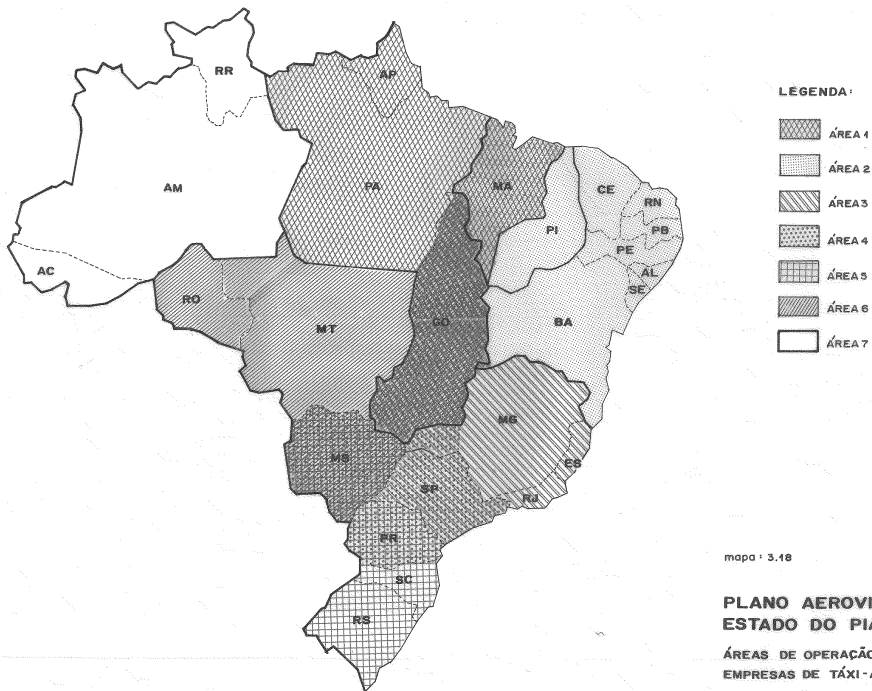 RR
AP
AM
PA
MA
CE
RN
PI
PB
PE
AC
AL
SE
RO
MT
GO
BA
MG
MS
ES
SP
RJ
PR
SC
RS
LEGENDA:
ÁREA 1
ÁREA 2
ÁREA 3
ÁREA 4
ÁREA 5
ÁREA 6
ÁREA 7
mapa: 3.18
PLANO AEROVI
ESTADO DO PIA
ÁREAS DE OPERAÇÃO
EMPRESAS DE TÁXI-A